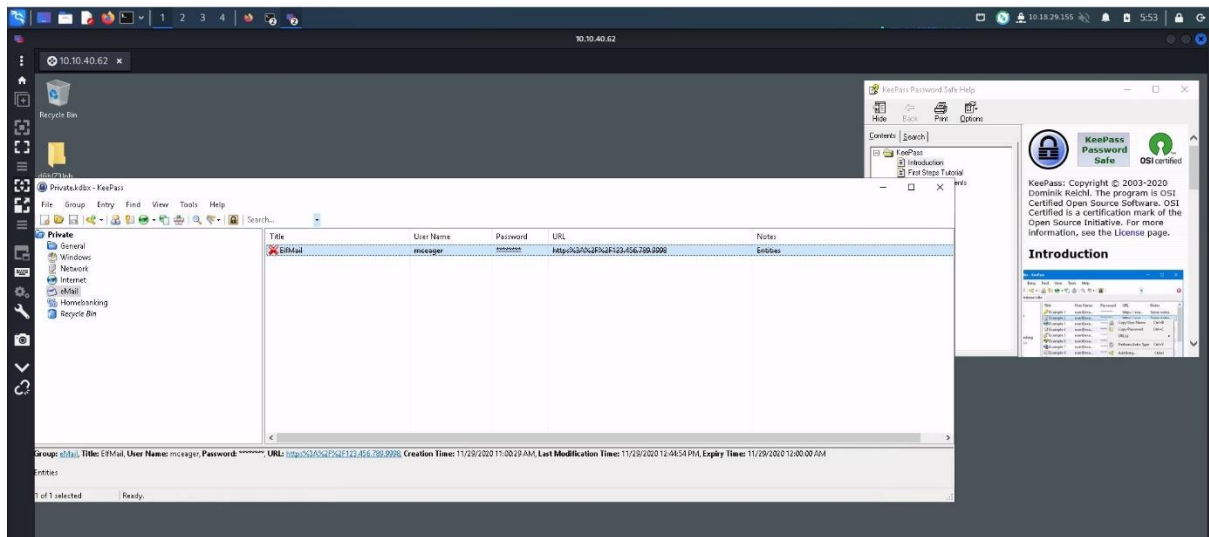 1 2 3 4
10.18.29.155
5:53
10.10.40.62
10.10.40.62
Recycle Bin
KeePass Password Safe Help
Hide Back Print Options
Contents Search
KeePass
Introduction
First Steps Tutorial
KeePass Password Safe
OSI certified
KeePass: Copyright © 2003-2020
Dominik Reichl. The program is OSI
Certified Open Source Software. OSI
Certified is a certification mark of the
Open Source Initiative. For more
information, see the License page.
Introduction
Private.kdbx - KeePass
File Group Entry Find View Tools Help
Search...
Private
General
Windows
Network
Internet
eMail
Homebanking
Recycle Bin
Title User Name Password URL Notes
ElfMail mceager ******** https%3A%2F%2F123.456.789.9998 Entities
Group: eMail, Title: ElfMail, User Name: mceager, Password: ********, URL: https%3A%2F%2F123.456.789.9998, Creation Time: 11/29/2020 11:00:29 AM, Last Modification Time: 11/29/2020 12:44:54 PM, Expiry Time: 11/29/2020 12:00:00 AM
Entities
1 of 1 selected Ready.